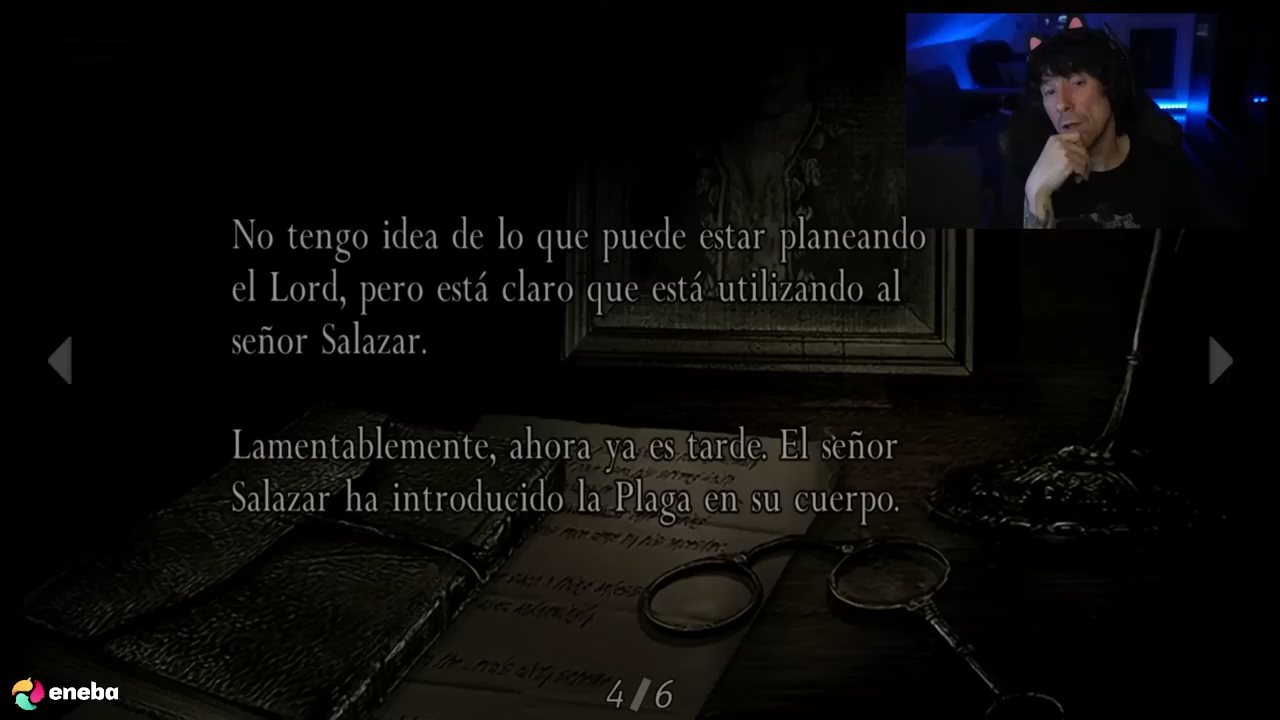 No tengo idea de lo que puede estar planeando
el Lord, pero está claro que está utilizando al
señor Salazar.
Lamentablemente, ahora ya es tarde. El señor
Salazar ha introducido la Plaga en su cuerpo.
4/6
eneba